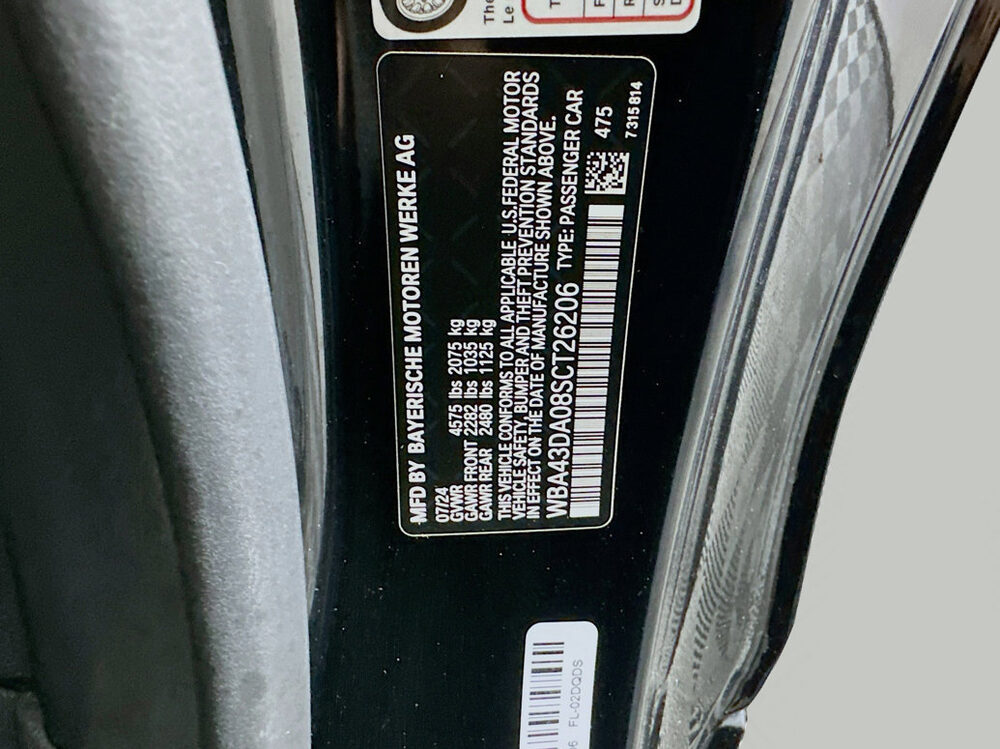 MFD BY BAYERISCHE MOTOREN WERKE AG
07/24
GVWR 4575 lbs 2075 kg
GAWR FRONT 2282 lbs 1035 kg
GAWR REAR 2480 lbs 1125 kg
THIS VEHICLE CONFORMS TO ALL APPLICABLE U.S.FEDERAL MOTOR
VEHICLE SAFETY, BUMPER AND THEFT PREVENTION STANDARDS
IN EFFECT ON THE DATE OF MANUFACTURE SHOWN ABOVE.
WBA43DA08SCT26206 TYPE: PASSENGER CAR
475
7315814
The
Le
FL-02DQDS